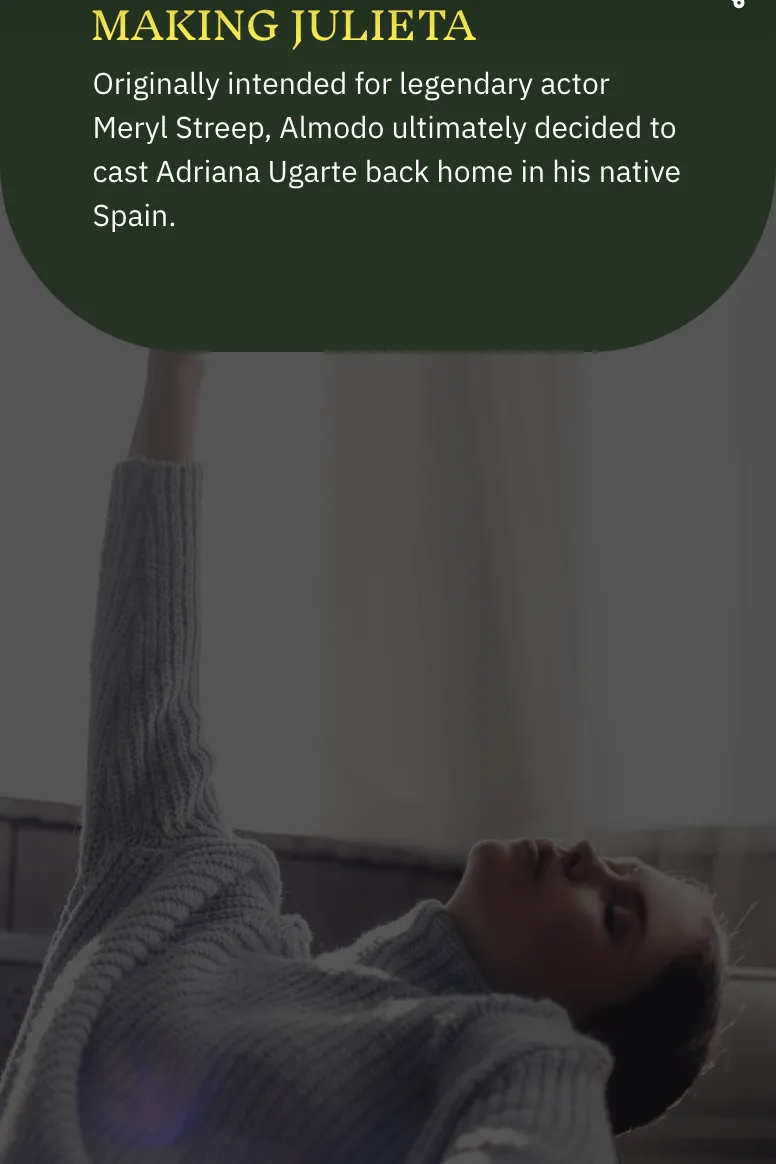 MAKING JULIETA
Originally intended for legendary actor
Meryl Streep, Almodo ultimately decided to
cast Adriana Ugarte back home in his native
Spain.